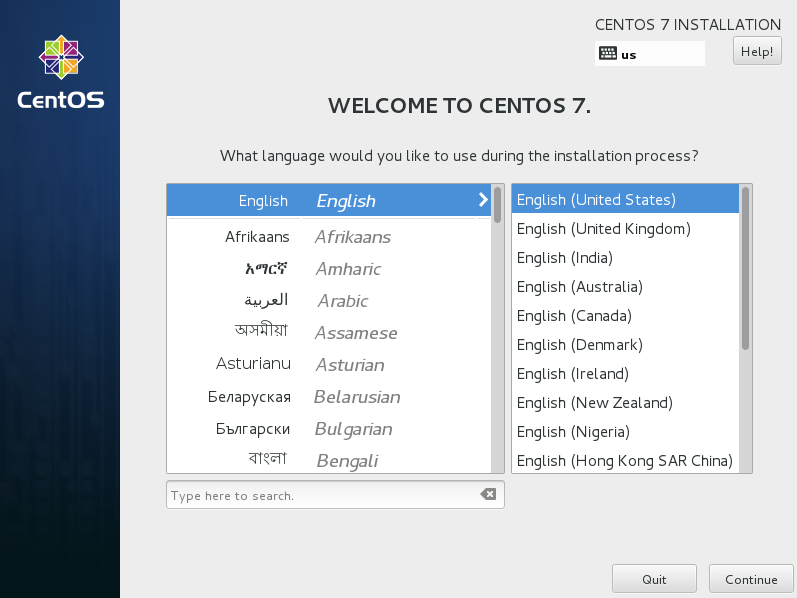 CentOS
CENTOS 7 INSTALLATION
us
Help!
WELCOME TO CENTOS 7.
What language would you like to use during the installation process?
English English
Afrikaans Afrikaans
አማርኛ Amharic
العربية Arabic
অসমীয়া Assamese
Asturianu Asturian
Беларуская Belarusian
Български Bulgarian
বাংলা Bengali
English (United States)
English (United Kingdom)
English (India)
English (Australia)
English (Canada)
English (Denmark)
English (Ireland)
English (New Zealand)
English (Nigeria)
English (Hong Kong SAR China)
Type here to search.
Quit
Continue